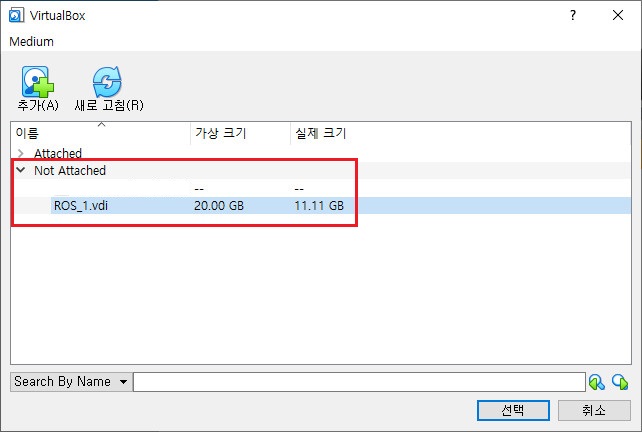 VirtualBox
Medium
추가(A) 새로 고침(R)
이름 가상 크기 실제 크기
Attached
Not Attached
-- --
ROS_1.vdi 20.00 GB 11.11 GB
Search By Name
선택 취소